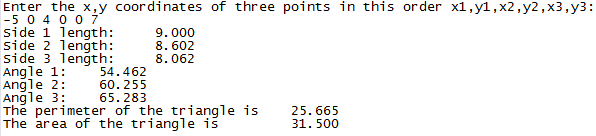 Enter the x,y coordinates of three points in this order x1,y1,x2,y2,x3,y3:
-5 0 4 0 0 7
Side 1 length: 9.000
Side 2 length: 8.602
Side 3 length: 8.062
Angle 1: 54.462
Angle 2: 60.255
Angle 3: 65.283
The perimeter of the triangle is 25.665
The area of the triangle is 31.500